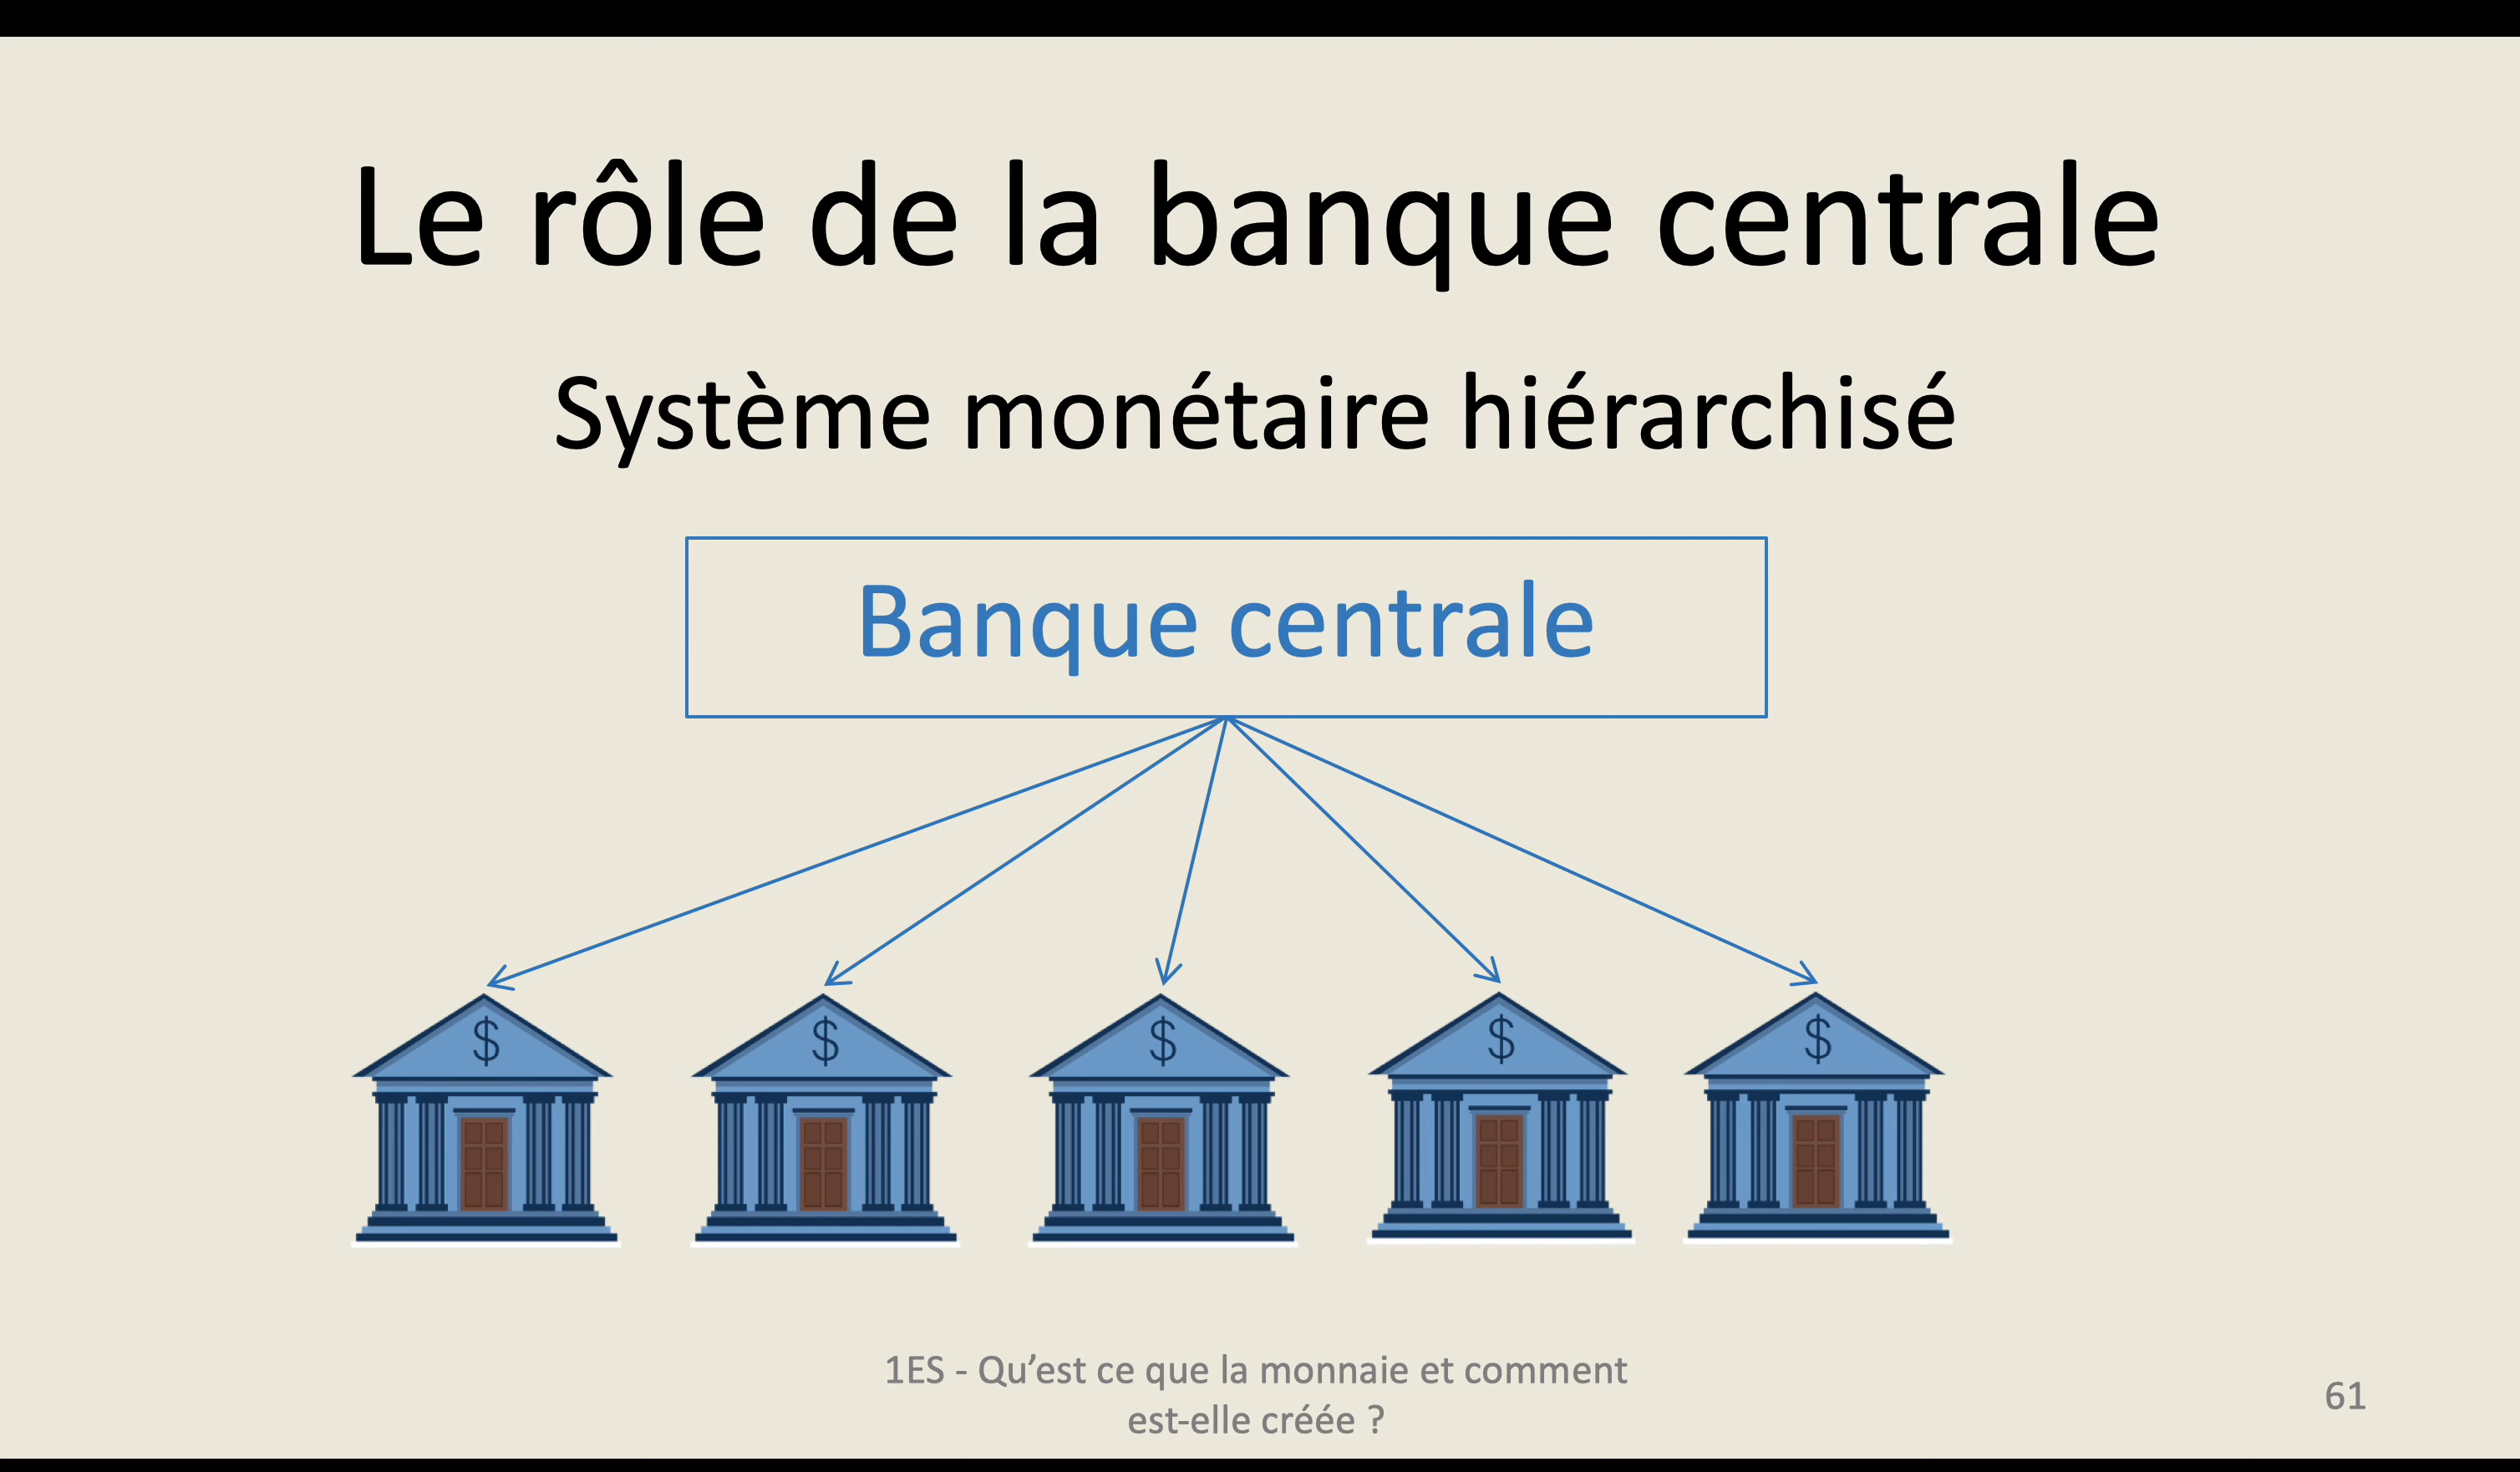 Le rôle de la banque centrale
Système monétaire hiérarchisé
Banque centrale
$ $ $ $ $
1ES - Qu’est ce que la monnaie et comment
est-elle créée ?
61